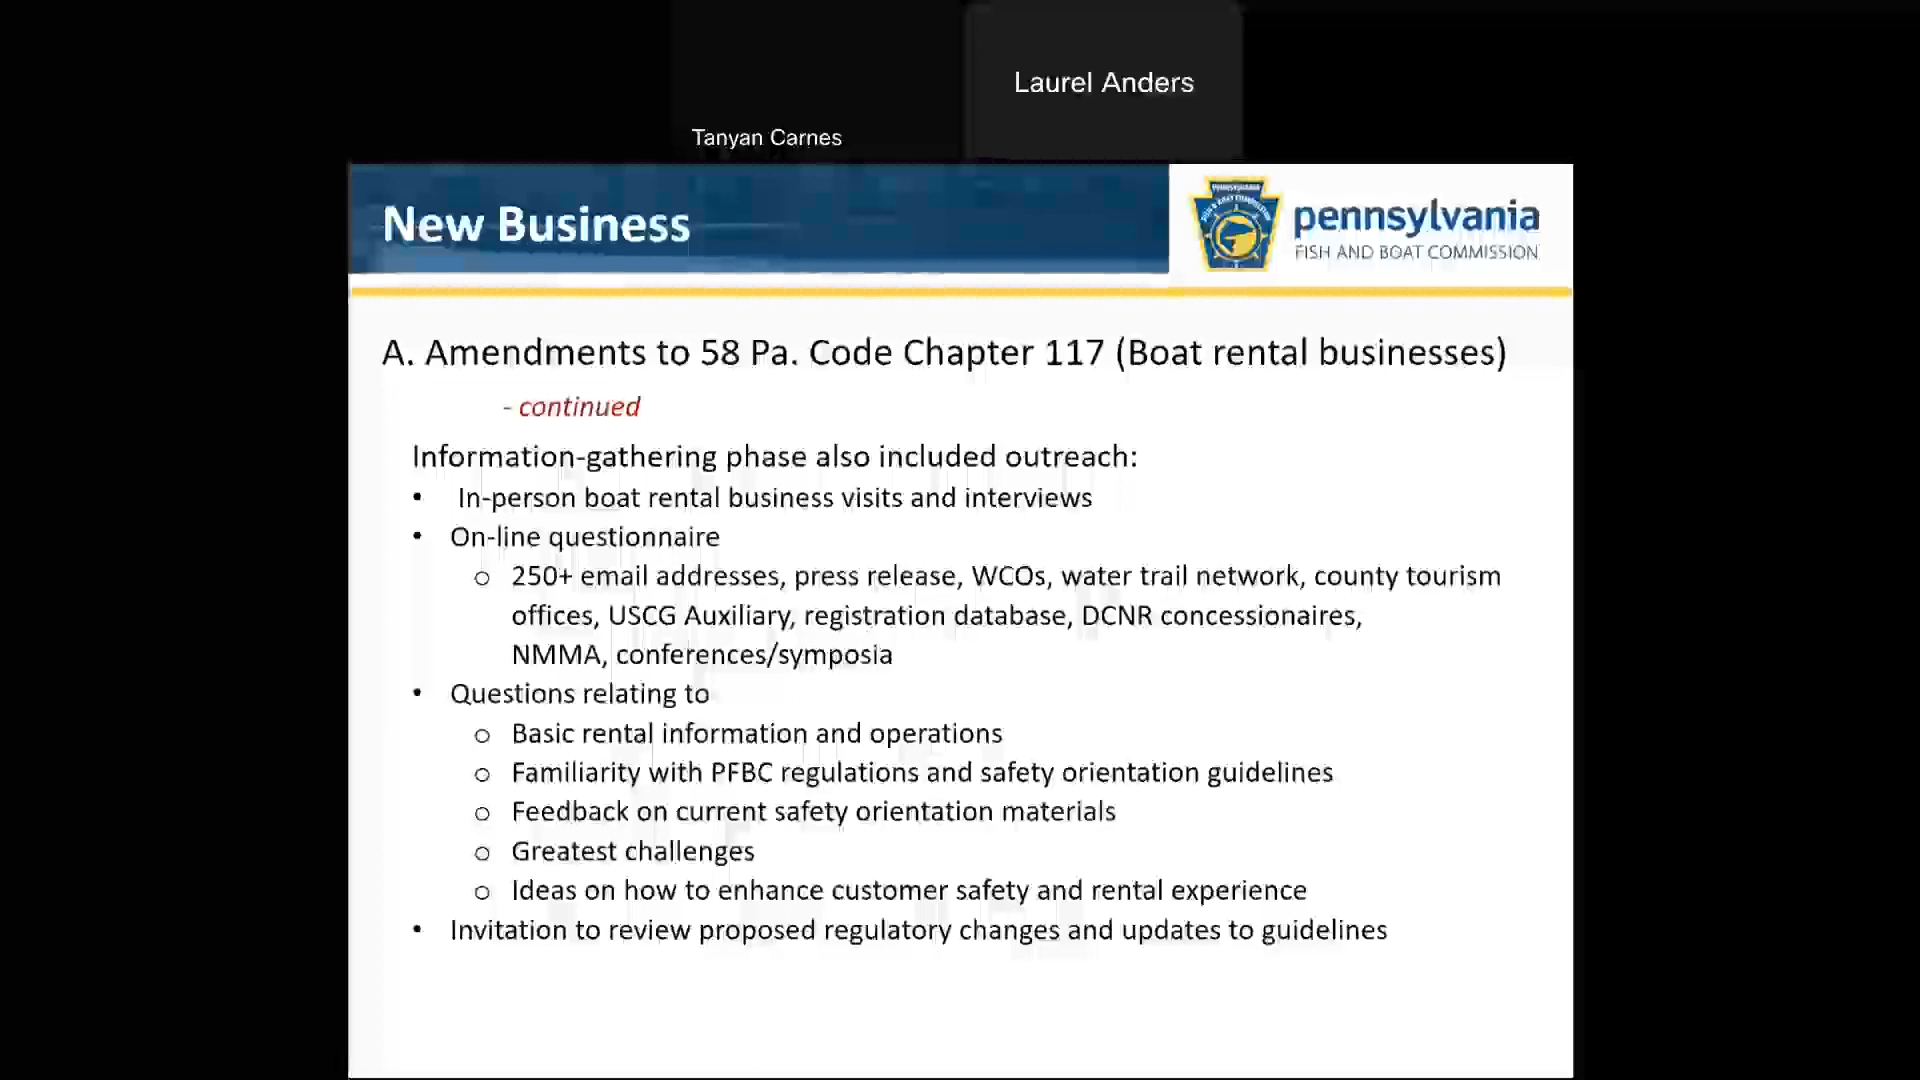 Laurel Anders
Tanyan Carnes
New Business
pennsylvania
FISH AND BOAT COMMISSION
A. Amendments to 58 Pa. Code Chapter 117 (Boat rental businesses)
- continued
Information-gathering phase also included outreach:
• In-person boat rental business visits and interviews
• On-line questionnaire
o 250+ email addresses, press release, WCOs, water trail network, county tourism
offices, USCG Auxiliary, registration database, DCNR concessionaires,
NMMA, conferences/symposia
• Questions relating to
o Basic rental information and operations
o Familiarity with PFBC regulations and safety orientation guidelines
o Feedback on current safety orientation materials
o Greatest challenges
o Ideas on how to enhance customer safety and rental experience
• Invitation to review proposed regulatory changes and updates to guidelines